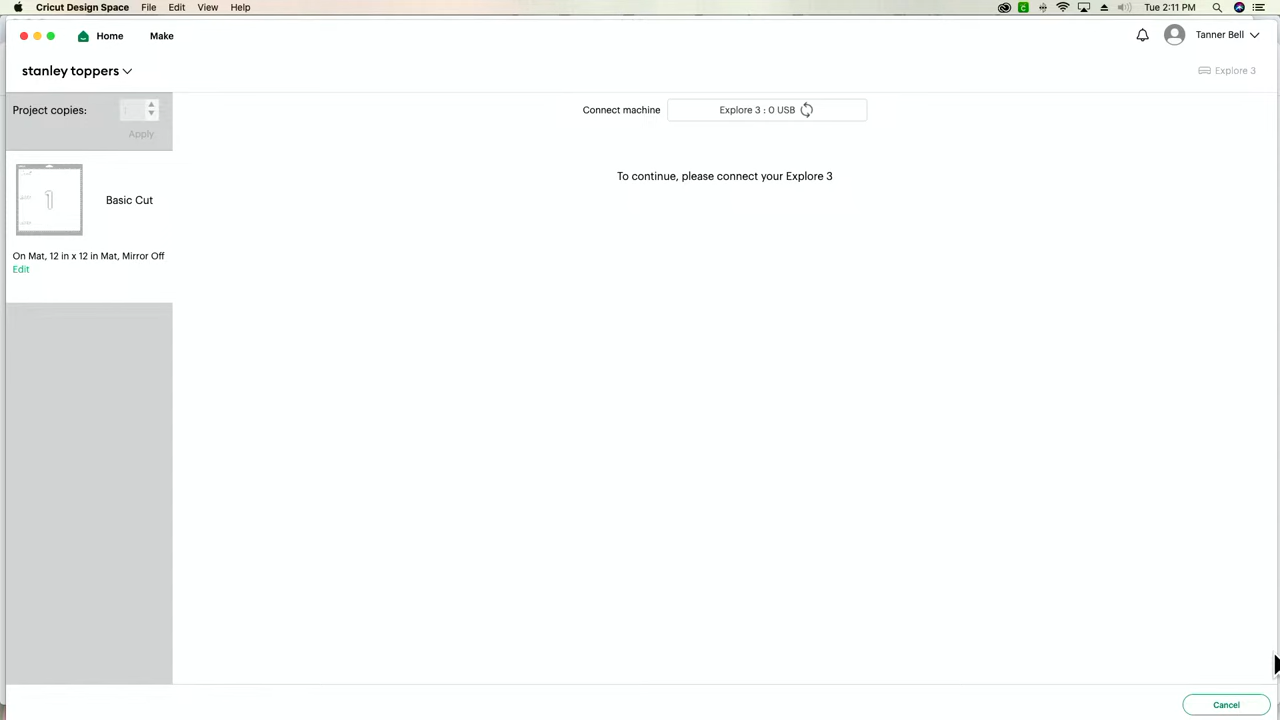 Cricut Design Space File Edit View Help Tue 2:11 PM
Home Make Tanner Bell
stanley toppers Explore 3
Project copies:
Apply
Connect machine Explore 3 : 0 USB
To continue, please connect your Explore 3
1
Basic Cut
On Mat, 12 in x 12 in Mat, Mirror Off
Edit
Cancel